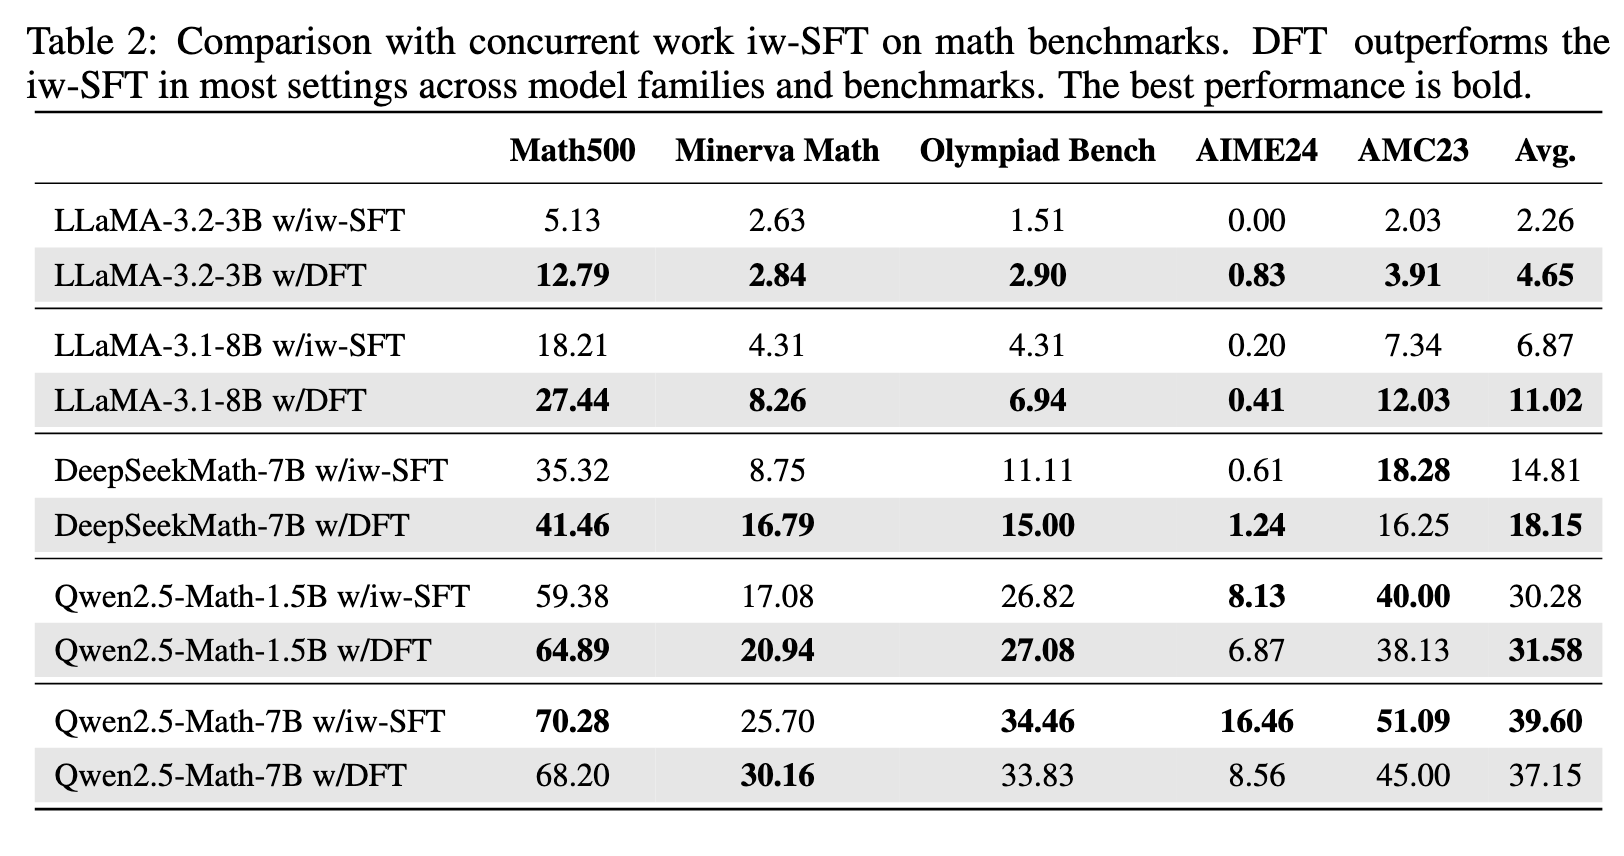 Table 2: Comparison with concurrent work iw-SFT on math benchmarks. DFT outperforms the
iw-SFT in most settings across model families and benchmarks. The best performance is bold.
Math500 Minerva Math Olympiad Bench AIME24 AMC23 Avg.
LLaMA-3.2-3B w/iw-SFT 5.13 2.63 1.51 0.00 2.03 2.26
LLaMA-3.2-3B w/DFT 12.79 2.84 2.90 0.83 3.91 4.65
LLaMA-3.1-8B w/iw-SFT 18.21 4.31 4.31 0.20 7.34 6.87
LLaMA-3.1-8B w/DFT 27.44 8.26 6.94 0.41 12.03 11.02
DeepSeekMath-7B w/iw-SFT 35.32 8.75 11.11 0.61 18.28 14.81
DeepSeekMath-7B w/DFT 41.46 16.79 15.00 1.24 16.25 18.15
Qwen2.5-Math-1.5B w/iw-SFT 59.38 17.08 26.82 8.13 40.00 30.28
Qwen2.5-Math-1.5B w/DFT 64.89 20.94 27.08 6.87 38.13 31.58
Qwen2.5-Math-7B w/iw-SFT 70.28 25.70 34.46 16.46 51.09 39.60
Qwen2.5-Math-7B w/DFT 68.20 30.16 33.83 8.56 45.00 37.15